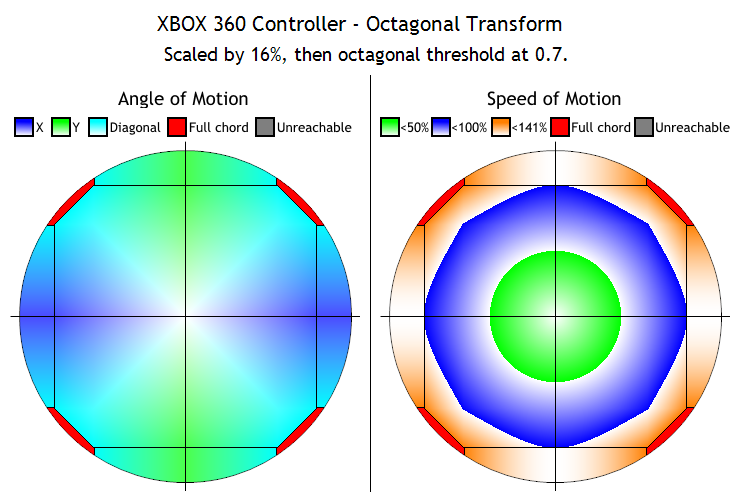 XBOX 360 Controller - Octagonal Transform
Scaled by 16%, then octagonal threshold at 0.7.
Angle of Motion
X Y Diagonal Full chord Unreachable
Speed of Motion
<50% <100% <141% Full chord Unreachable